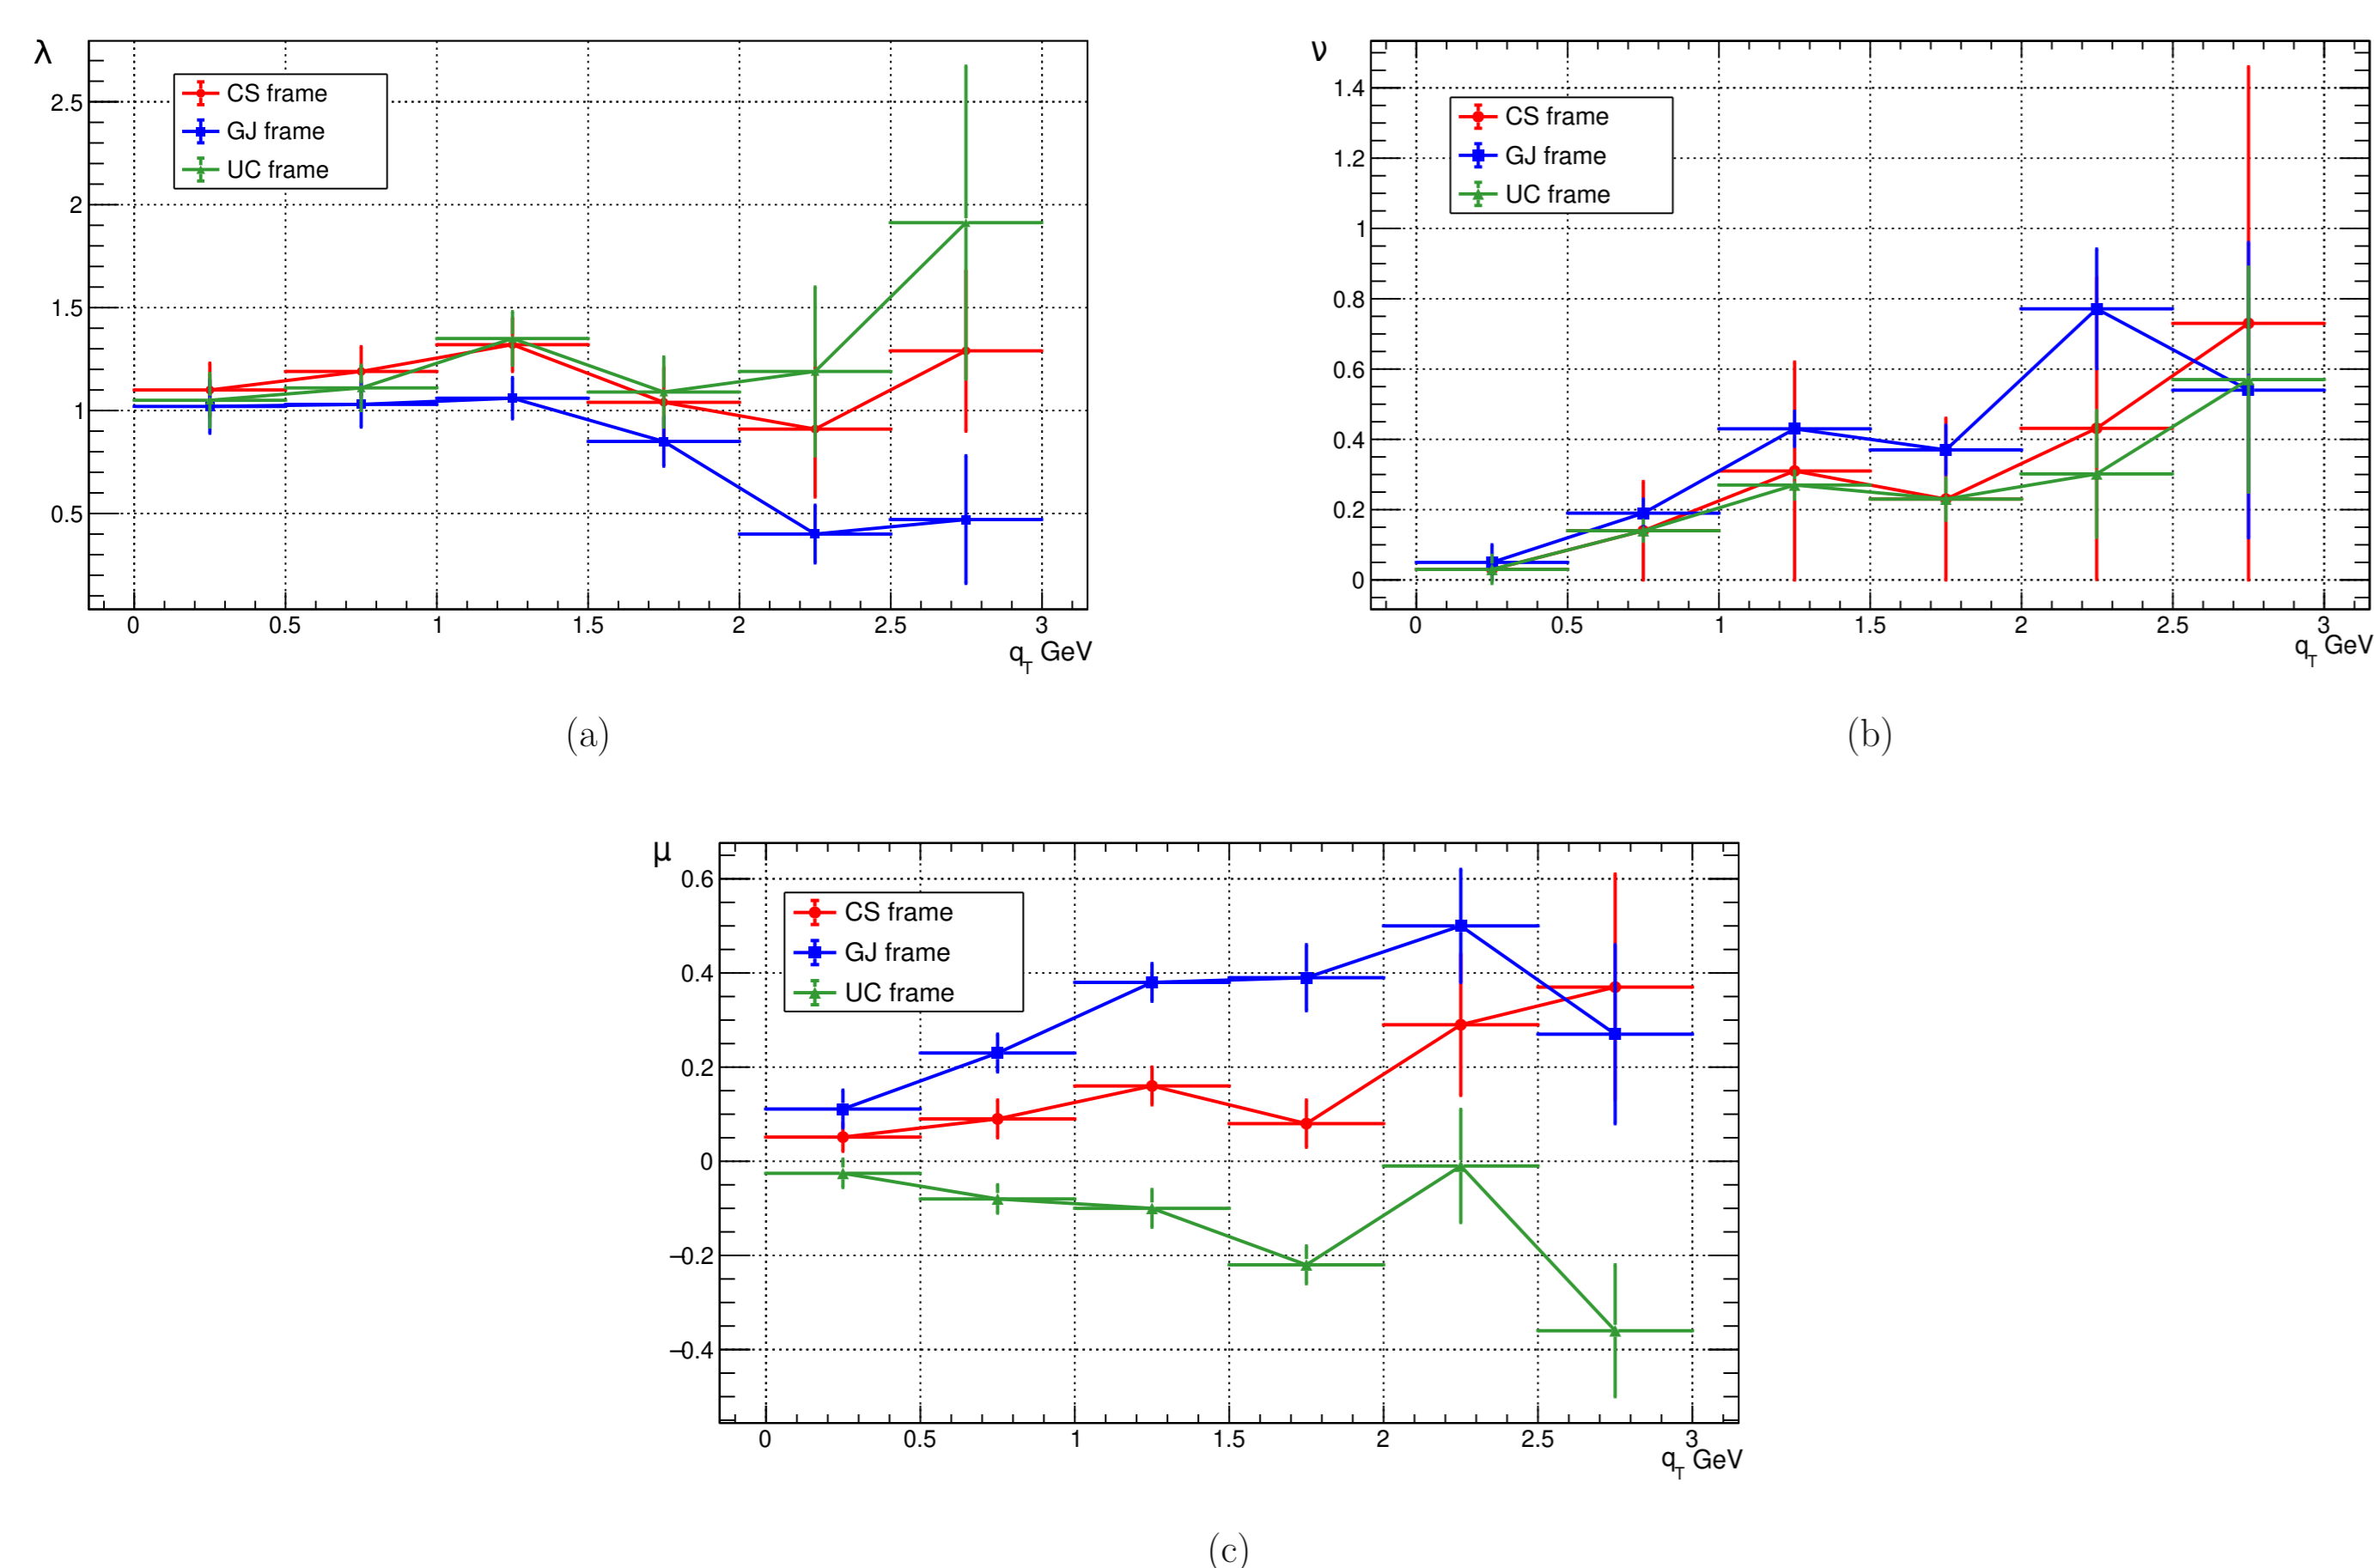 λ
2.5
2
1.5
1
0.5
CS frame
GJ frame
UC frame
0 0.5 1 1.5 2 2.5 3
q_T GeV
(a)
ν
1.4
1.2
1
0.8
0.6
0.4
0.2
0
CS frame
GJ frame
UC frame
0 0.5 1 1.5 2 2.5 3
q_T GeV
(b)
μ
0.6
0.4
0.2
0
−0.2
−0.4
CS frame
GJ frame
UC frame
0 0.5 1 1.5 2 2.5 3
q_T GeV
(c)